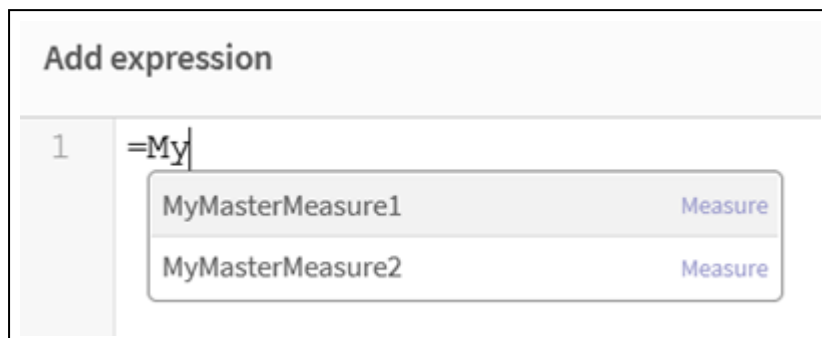 Add expression
1 =My
MyMasterMeasure1 Measure
MyMasterMeasure2 Measure